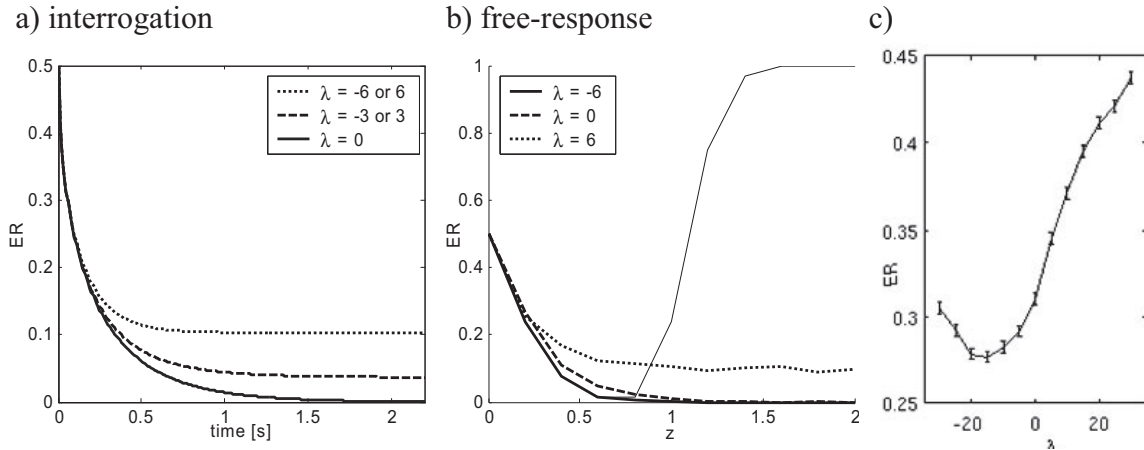 a) interrogation
0.5
0.4
0.3
0.2
0.1
0
ER
0
0.5
1
1.5
2
time [s]
λ = -6 or 6
λ = -3 or 3
λ = 0
b) free-response
1
0.8
0.6
0.4
0.2
0
ER
0
0.5
1
1.5
2
z
λ = -6
λ = 0
λ = 6
c)
0.45
0.4
0.35
0.3
0.25
ER
-20
0
20
λ